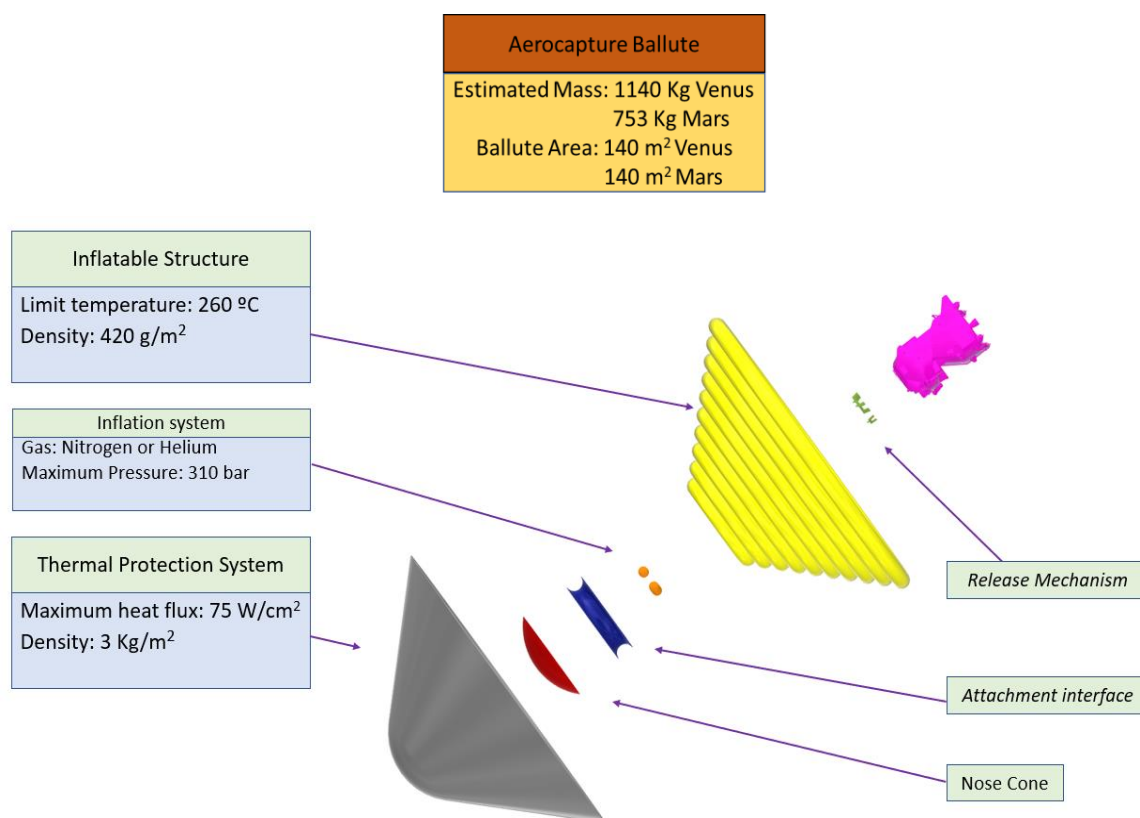 Aerocapture Ballute
Estimated Mass: 1140 Kg Venus
753 Kg Mars
Ballute Area: 140 m² Venus
140 m² Mars
Inflatable Structure
Limit temperature: 260 ºC
Density: 420 g/m²
Inflation system
Gas: Nitrogen or Helium
Maximum Pressure: 310 bar
Thermal Protection System
Maximum heat flux: 75 W/cm²
Density: 3 Kg/m²
Release Mechanism
Attachment interface
Nose Cone